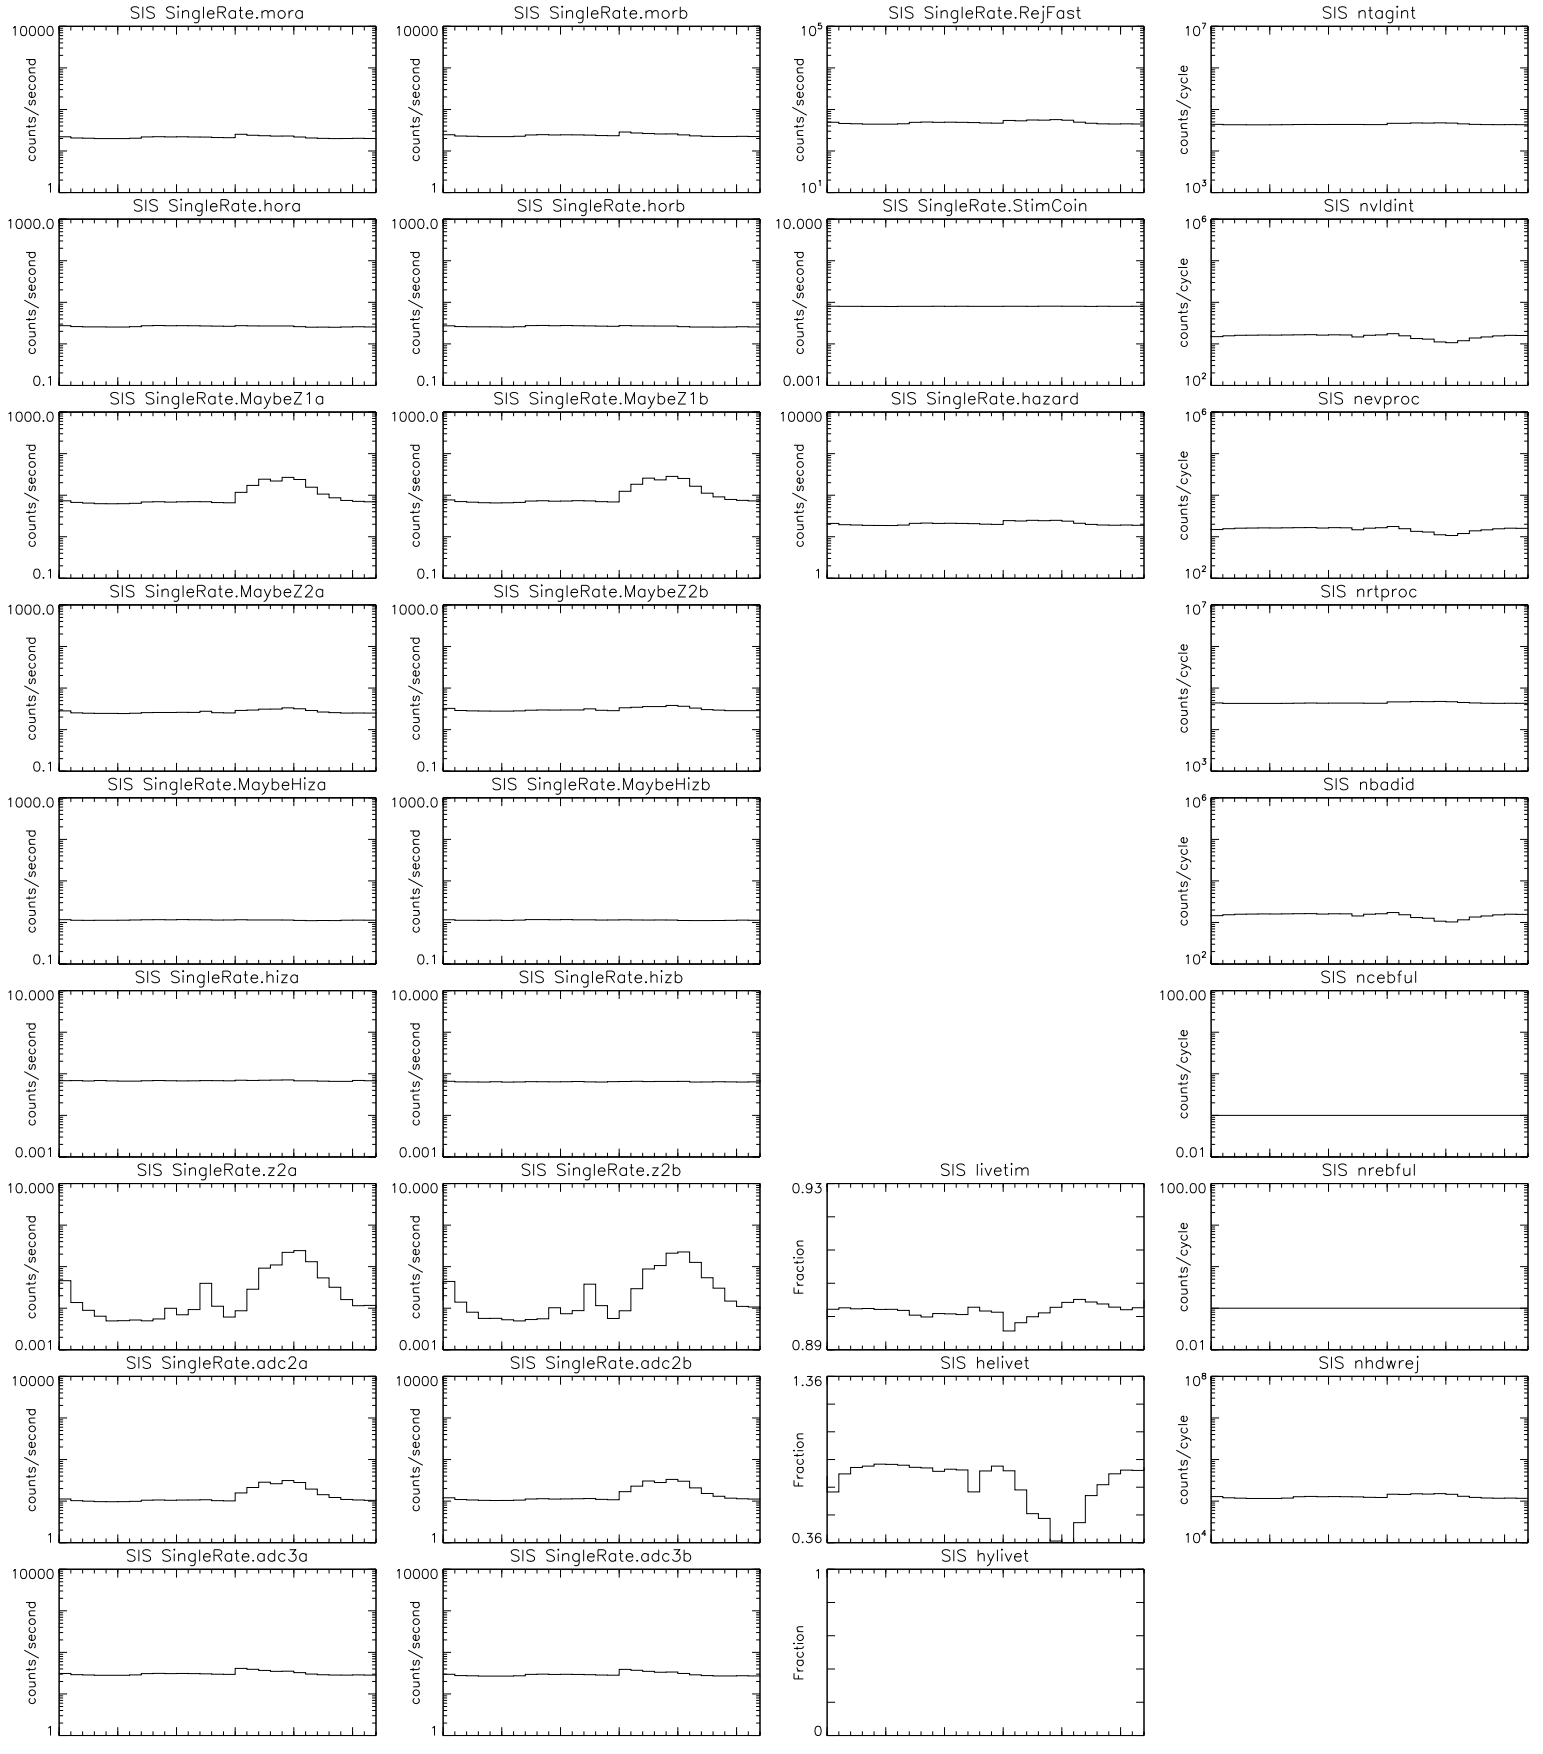 SIS SingleRate.mora
10000
counts/second
1
SIS SingleRate.morb
10000
counts/second
1
SIS SingleRate.RejFast
10^5
counts/second
10^1
SIS ntagint
10^7
counts/cycle
10^3
SIS SingleRate.hora
1000.0
counts/second
0.1
SIS SingleRate.horb
1000.0
counts/second
0.1
SIS SingleRate.StimCoin
10.000
counts/second
0.001
SIS nvldint
10^6
counts/cycle
10^2
SIS SingleRate.MaybeZ1a
1000.0
counts/second
0.1
SIS SingleRate.MaybeZ1b
1000.0
counts/second
0.1
SIS SingleRate.hazard
10000
counts/second
1
SIS nevproc
10^6
counts/cycle
10^2
SIS SingleRate.MaybeZ2a
1000.0
counts/second
0.1
SIS SingleRate.MaybeZ2b
1000.0
counts/second
0.1
SIS nrtproc
10^7
counts/cycle
10^3
SIS SingleRate.MaybeHiza
1000.0
counts/second
0.1
SIS SingleRate.MaybeHizb
1000.0
counts/second
0.1
SIS nbadid
10^6
counts/cycle
10^2
SIS SingleRate.hiza
10.000
counts/second
0.001
SIS SingleRate.hizb
10.000
counts/second
0.001
SIS ncebful
100.00
counts/cycle
0.01
SIS SingleRate.z2a
10.000
counts/second
0.001
SIS SingleRate.z2b
10.000
counts/second
0.001
SIS livetim
0.93
Fraction
0.89
SIS nrebful
100.00
counts/cycle
0.01
SIS SingleRate.adc2a
10000
counts/second
1
SIS SingleRate.adc2b
10000
counts/second
1
SIS helivet
1.36
Fraction
0.36
SIS nhdwrej
10^8
counts/cycle
10^4
SIS SingleRate.adc3a
10000
counts/second
1
SIS SingleRate.adc3b
10000
counts/second
1
SIS hylivet
1
Fraction
0